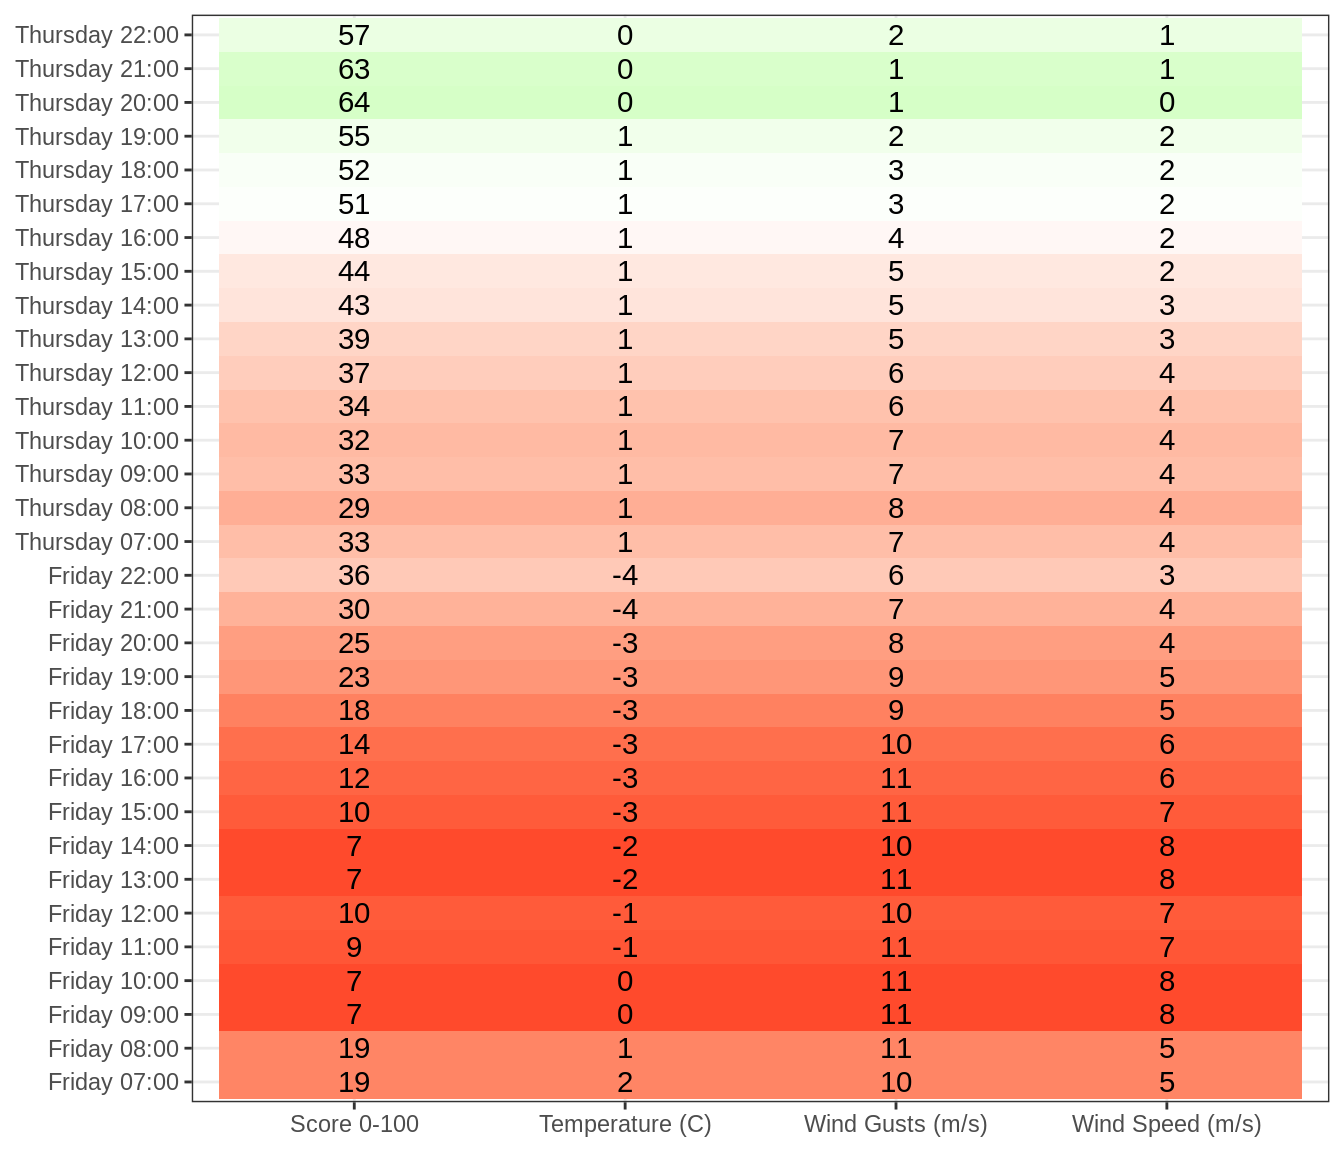 Thursday 22:00 57 0 2 1
Thursday 21:00 63 0 1 1
Thursday 20:00 64 0 1 0
Thursday 19:00 55 1 2 2
Thursday 18:00 52 1 3 2
Thursday 17:00 51 1 3 2
Thursday 16:00 48 1 4 2
Thursday 15:00 44 1 5 2
Thursday 14:00 43 1 5 3
Thursday 13:00 39 1 5 3
Thursday 12:00 37 1 6 4
Thursday 11:00 34 1 6 4
Thursday 10:00 32 1 7 4
Thursday 09:00 33 1 7 4
Thursday 08:00 29 1 8 4
Thursday 07:00 33 1 7 4
Friday 22:00 36 -4 6 3
Friday 21:00 30 -4 7 4
Friday 20:00 25 -3 8 4
Friday 19:00 23 -3 9 5
Friday 18:00 18 -3 9 5
Friday 17:00 14 -3 10 6
Friday 16:00 12 -3 11 6
Friday 15:00 10 -3 11 7
Friday 14:00 7 -2 10 8
Friday 13:00 7 -2 11 8
Friday 12:00 10 -1 10 7
Friday 11:00 9 -1 11 7
Friday 10:00 7 0 11 8
Friday 09:00 7 0 11 8
Friday 08:00 19 1 11 5
Friday 07:00 19 2 10 5
Score 0-100 Temperature (C) Wind Gusts (m/s) Wind Speed (m/s)